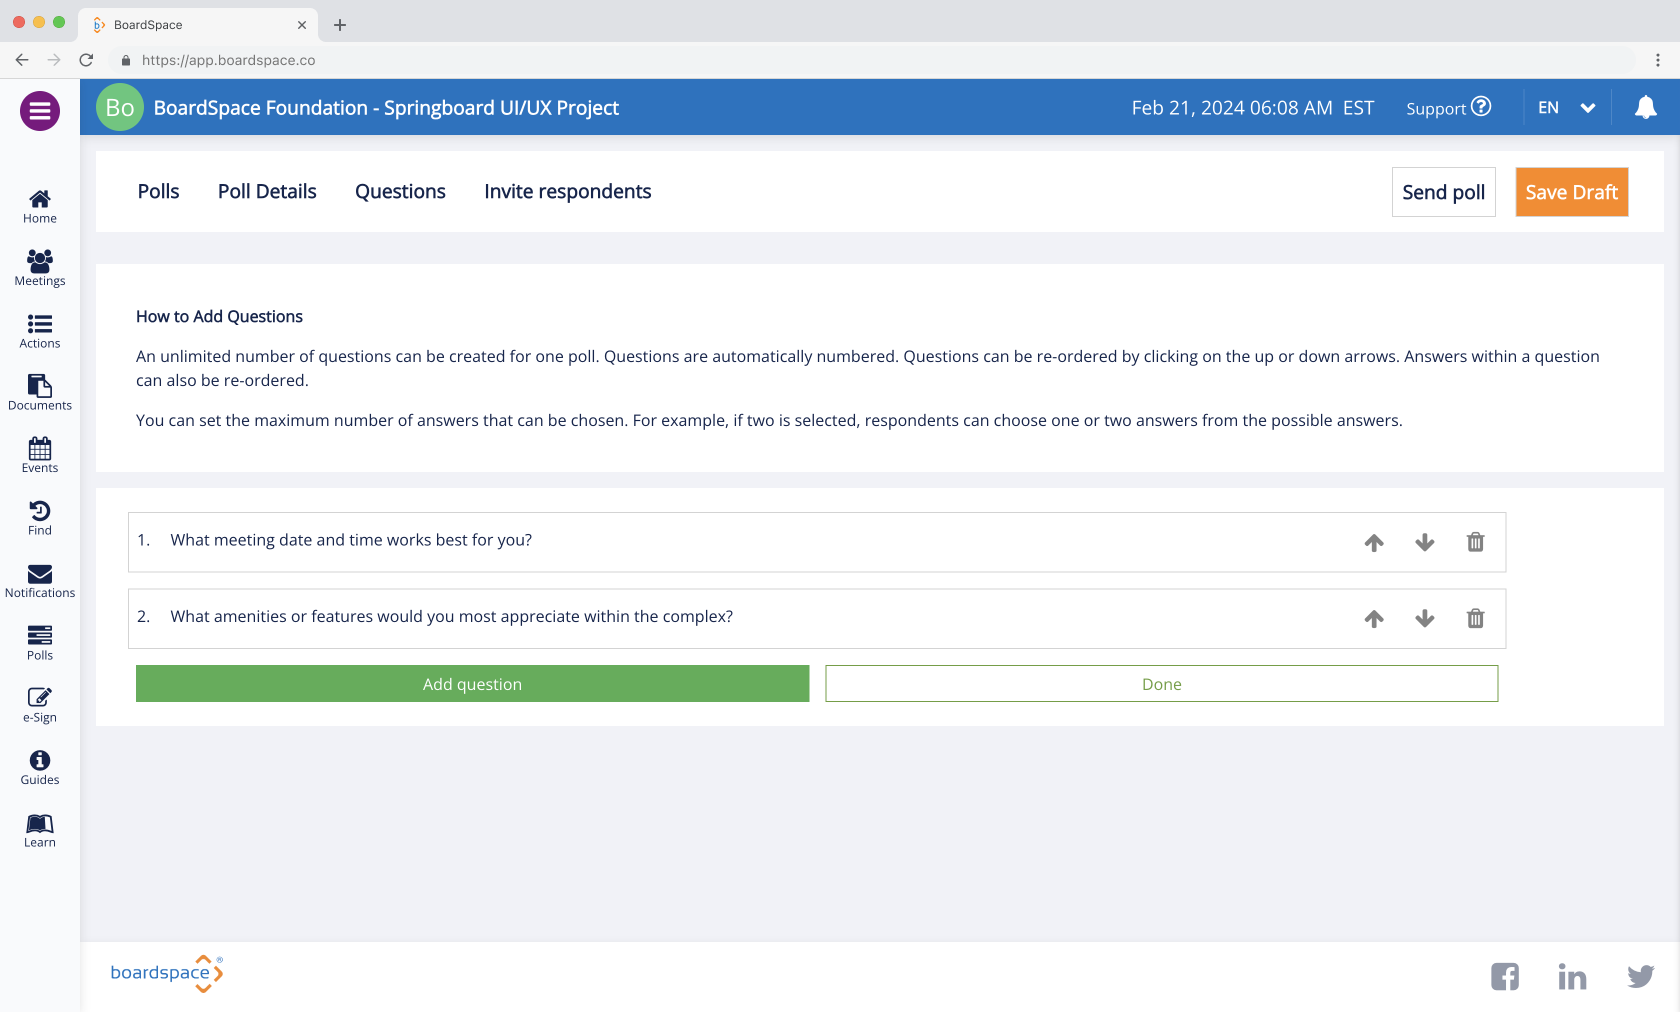 BoardSpace
https://app.boardspace.co
Bo BoardSpace Foundation - Springboard UI/UX Project
Feb 21, 2024 06:08 AM EST
Support ?
EN
Home
Meetings
Actions
Documents
Events
Find
Notifications
Polls
e-Sign
Guides
Learn
Polls
Poll Details
Questions
Invite respondents
Send poll
Save Draft
How to Add Questions
An unlimited number of questions can be created for one poll. Questions are automatically numbered. Questions can be re-ordered by clicking on the up or down arrows. Answers within a question
can also be re-ordered.
You can set the maximum number of answers that can be chosen. For example, if two is selected, respondents can choose one or two answers from the possible answers.
1. What meeting date and time works best for you?
2. What amenities or features would you most appreciate within the complex?
Add question
Done
boardspace®